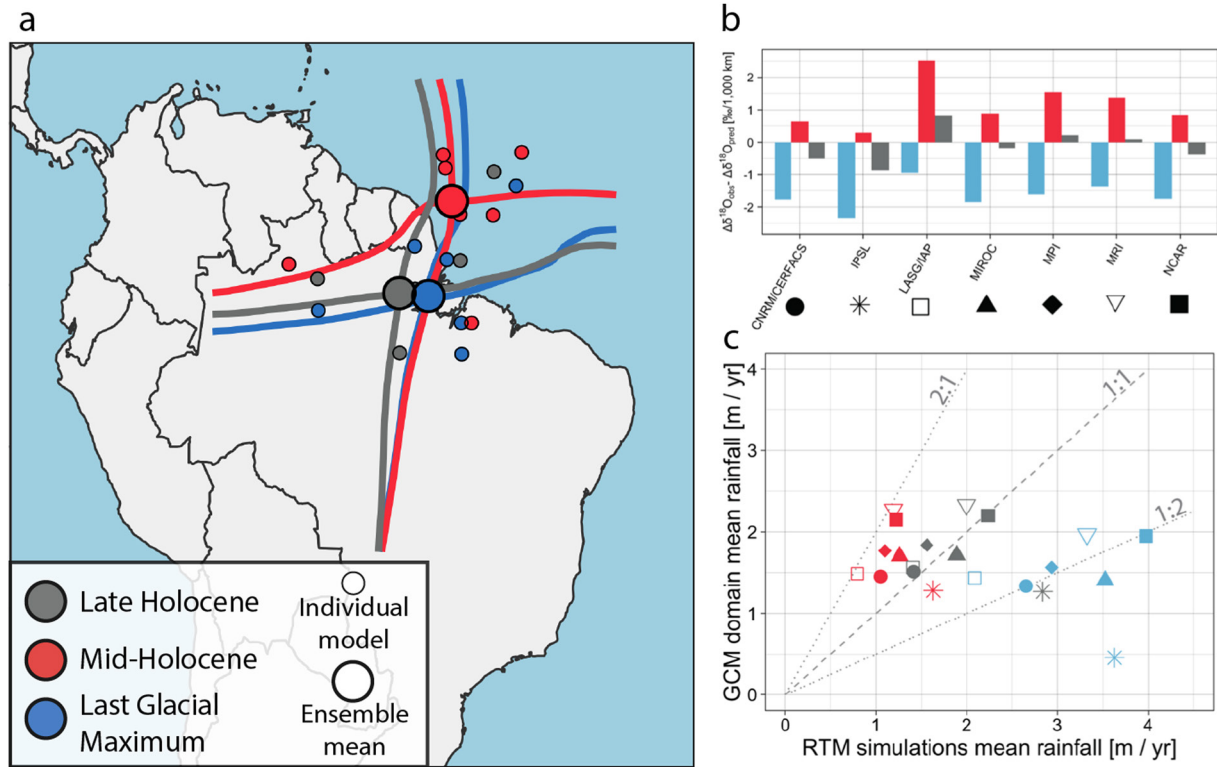 a
Late Holocene
Mid-Holocene
Last Glacial
Maximum
Individual
model
Ensemble
mean
b
Δδ¹⁸Oobs- Δδ¹⁸Opred
[‰/1,000 km]
2
1
0
-1
-2
CNRM/CERFACS
IPSL
LASG/IAP
MIROC
MPI
MRI
NCAR
c
GCM domain mean rainfall [m / yr]
4
3
2
1
0
2:1
1:1
1:2
0
1
2
3
4
RTM simulations mean rainfall [m / yr]